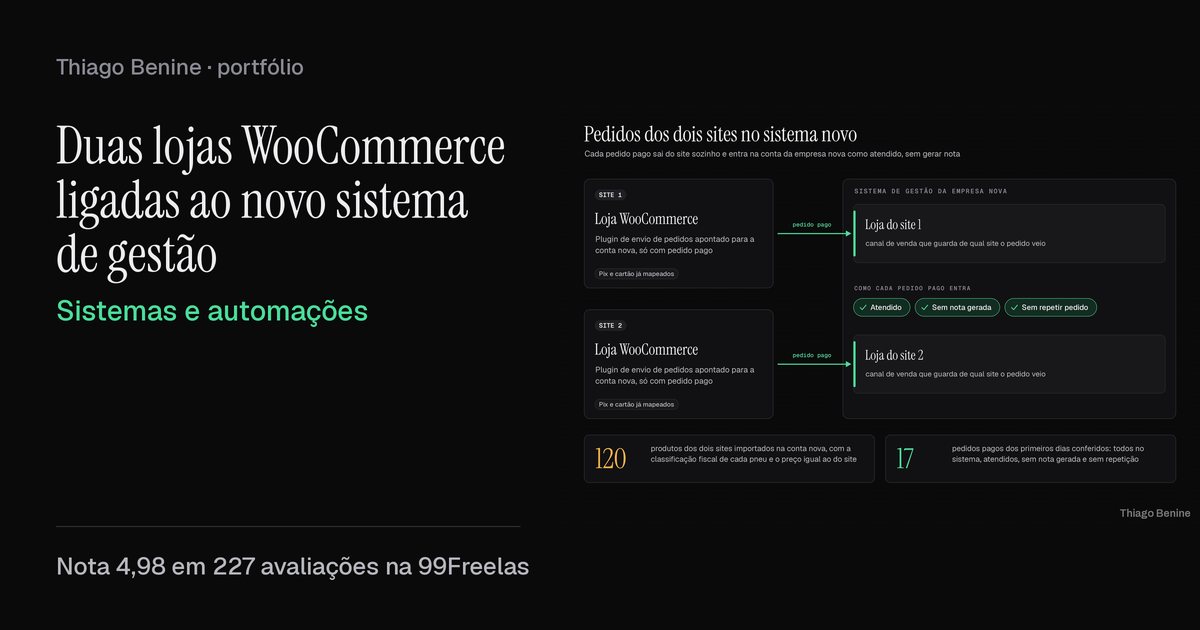 Thiago Benine · portfólio
Duas lojas WooCommerce
ligadas ao novo sistema
de gestão
Sistemas e automações
Nota 4,98 em 227 avaliações na 99Freelas
Pedidos dos dois sites no sistema novo
Cada pedido pago sai do site sozinho e entra na conta da empresa nova como atendido, sem gerar nota
SITE 1
Loja WooCommerce
Plugin de envio de pedidos apontado para a
conta nova, só com pedido pago
Pix e cartão já mapeados
pedido pago
SITE 2
Loja WooCommerce
Plugin de envio de pedidos apontado para a
conta nova, só com pedido pago
Pix e cartão já mapeados
pedido pago
SISTEMA DE GESTÃO DA EMPRESA NOVA
Loja do site 1
canal de venda que guarda de qual site o pedido veio
COMO CADA PEDIDO PAGO ENTRA
Atendido
Sem nota gerada
Sem repetir pedido
Loja do site 2
canal de venda que guarda de qual site o pedido veio
120
produtos dos dois sites importados na conta nova, com a
classificação fiscal de cada pneu e o preço igual ao do site
17
pedidos pagos dos primeiros dias conferidos: todos no
sistema, atendidos, sem nota gerada e sem repetição
Thiago Benine